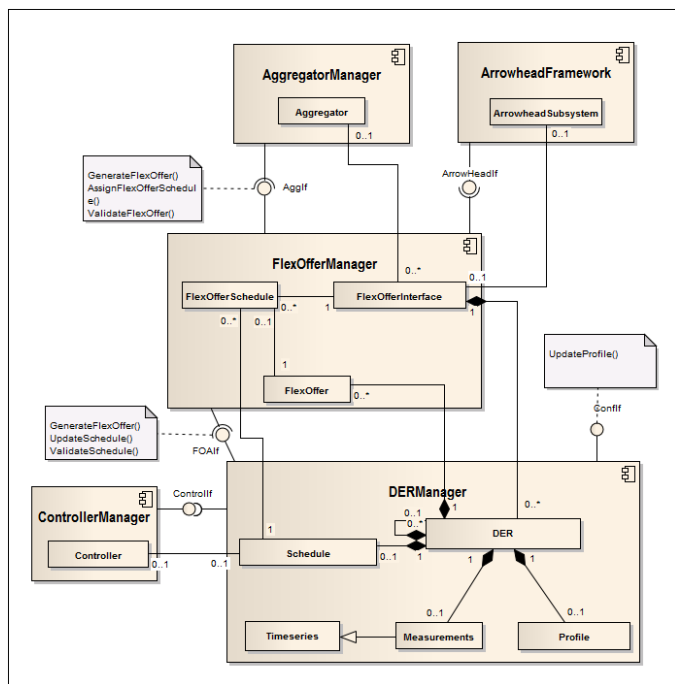 AggregatorManager
Aggregator
0..1
ArrowheadFramework
ArrowheadSubsystem
0..1
GenerateFlexOffer()
AssignFlexOfferSchedule
e()
ValidateFlexOffer()
AggIf
ArrowHeadIf
FlexOfferManager
0..*
0..1
FlexOfferSchedule
0..*
1
FlexOfferInterface
1
0..*
0..1
1
FlexOffer
0..*
UpdateProfile()
ConfIf
GenerateFlexOffer()
UpdateSchedule()
ValidateSchedule()
FOAIf
ControlIf
ControllerManager
Controller
0..1
0..1
DERManager
1
Schedule
0..1
0..1
0..*
1
1
DER
0..*
1
1
0..1
0..1
Timeseries
Measurements
Profile